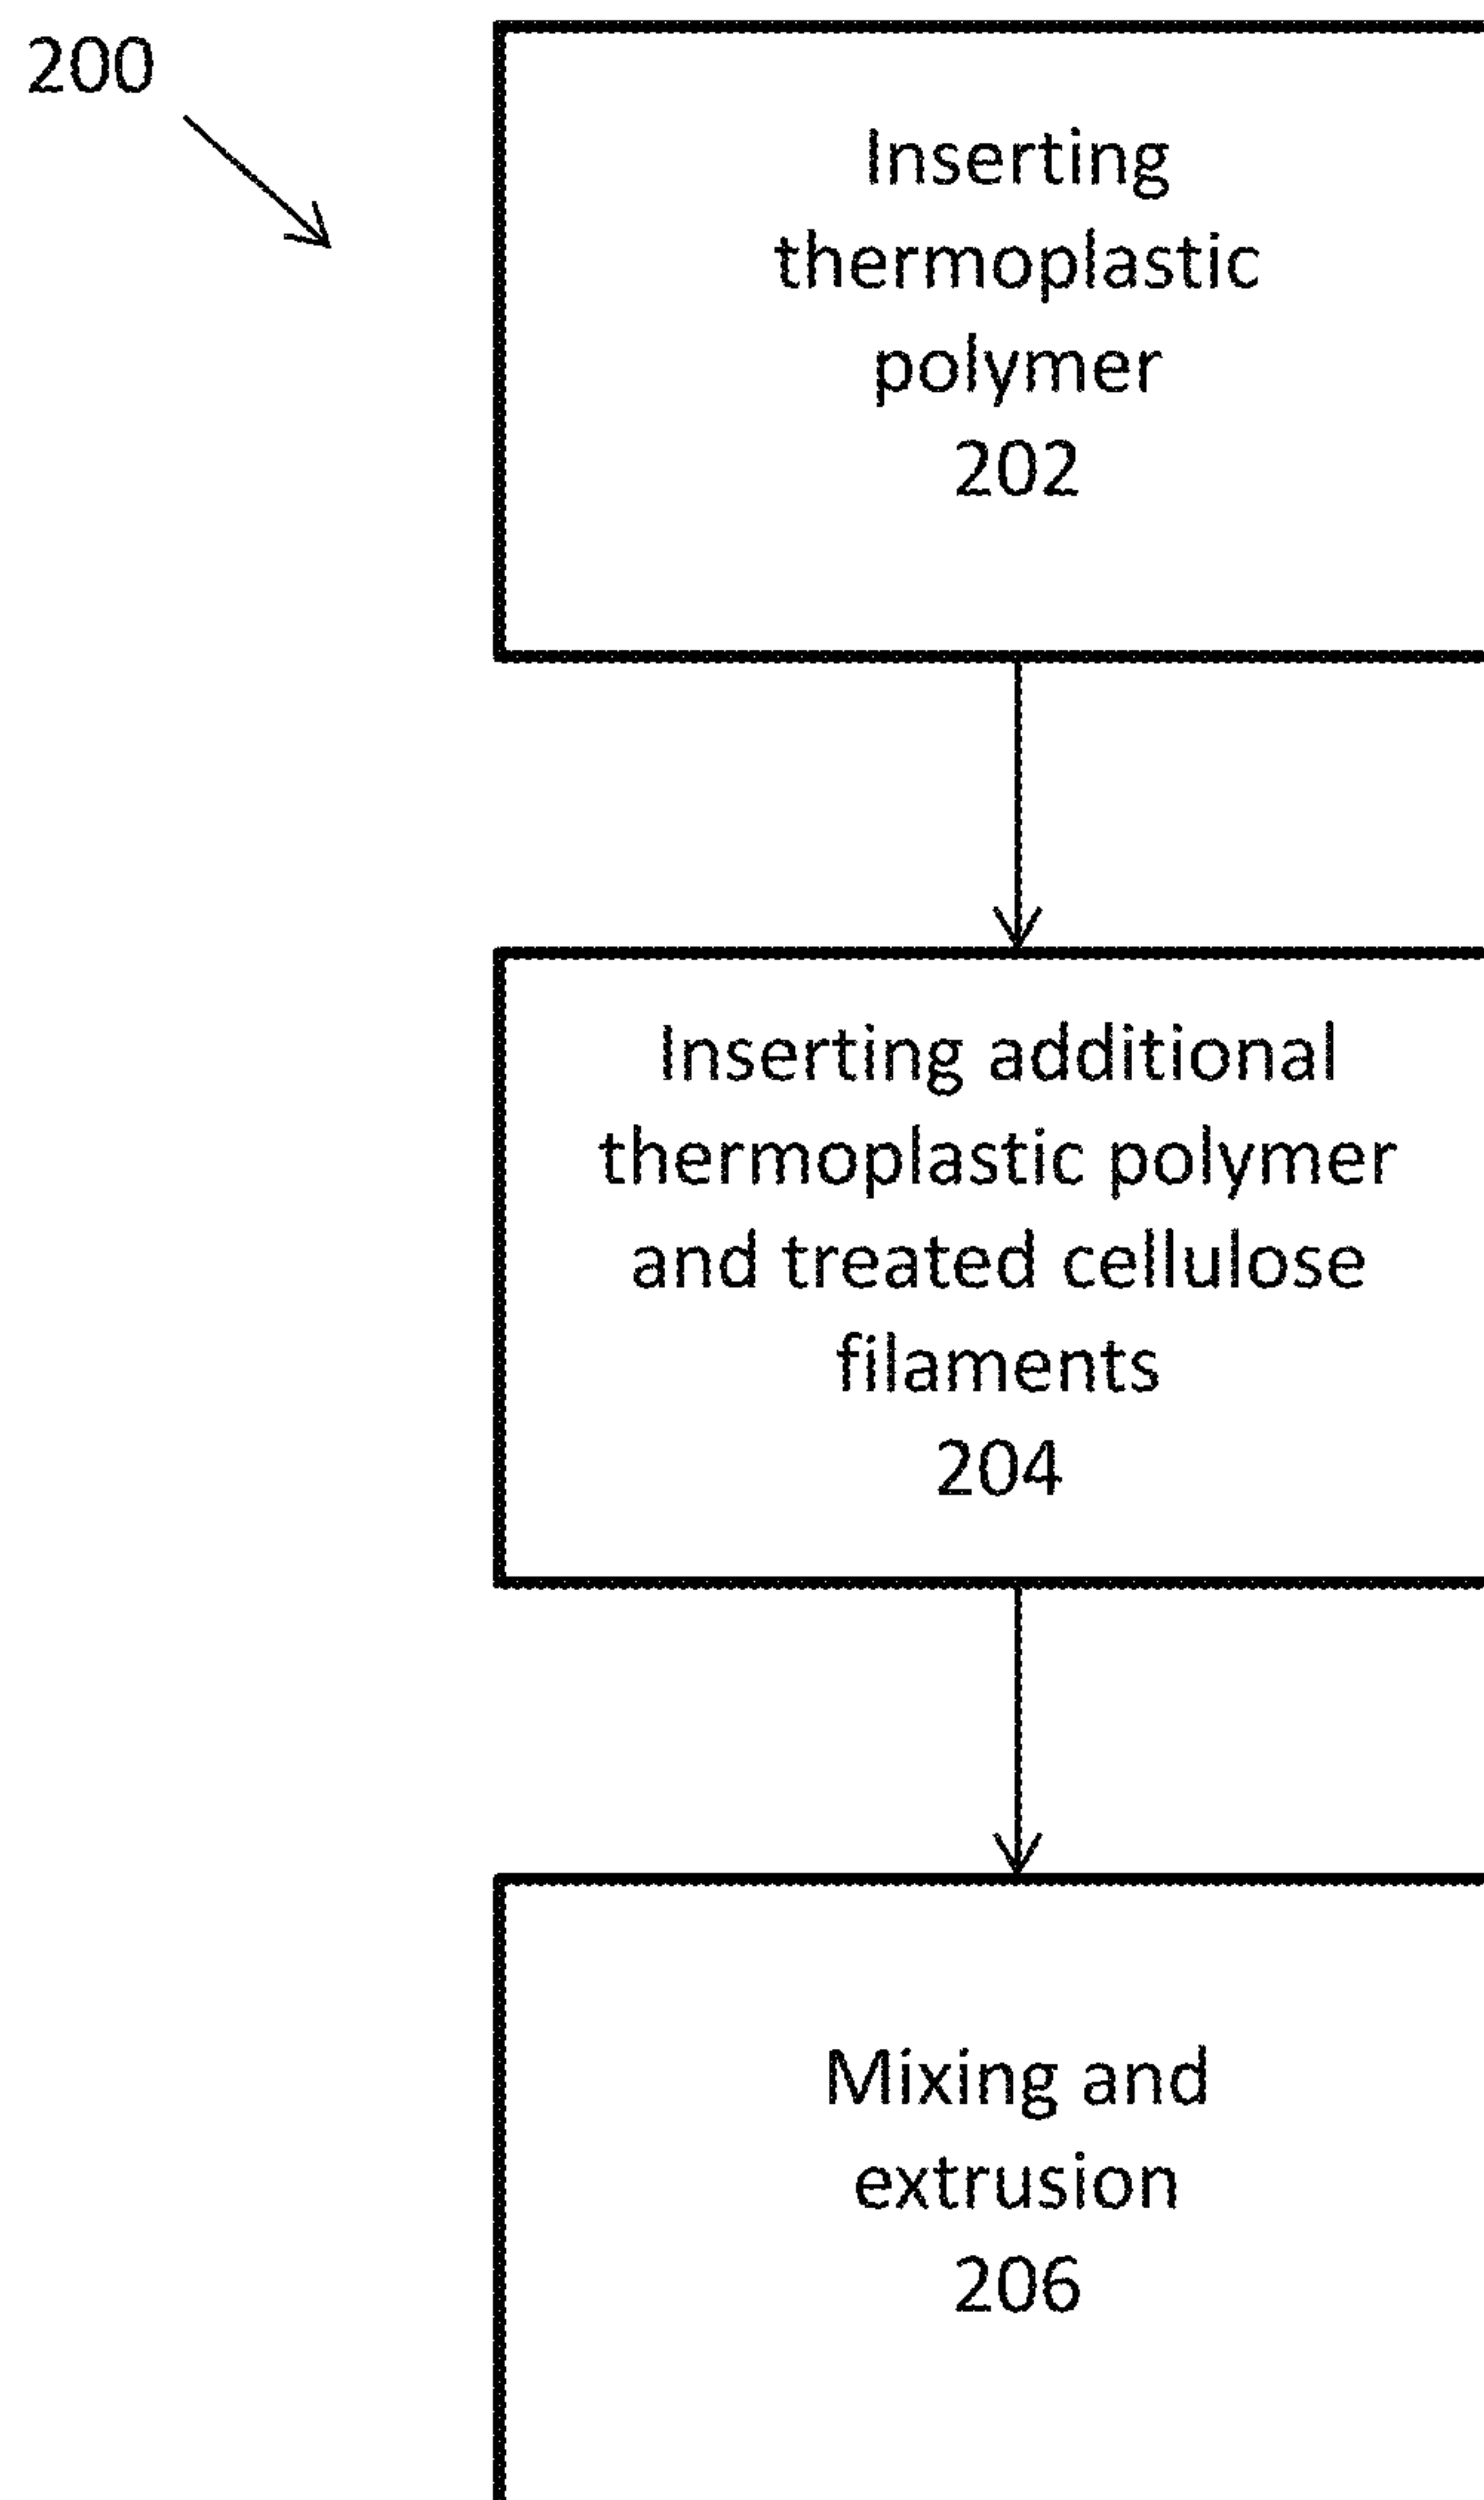 200
Inserting
thermoplastic
polymer
202
Inserting additional
thermoplastic polymer
and treated cellulose
filaments
204
Mixing and
extrusion
206